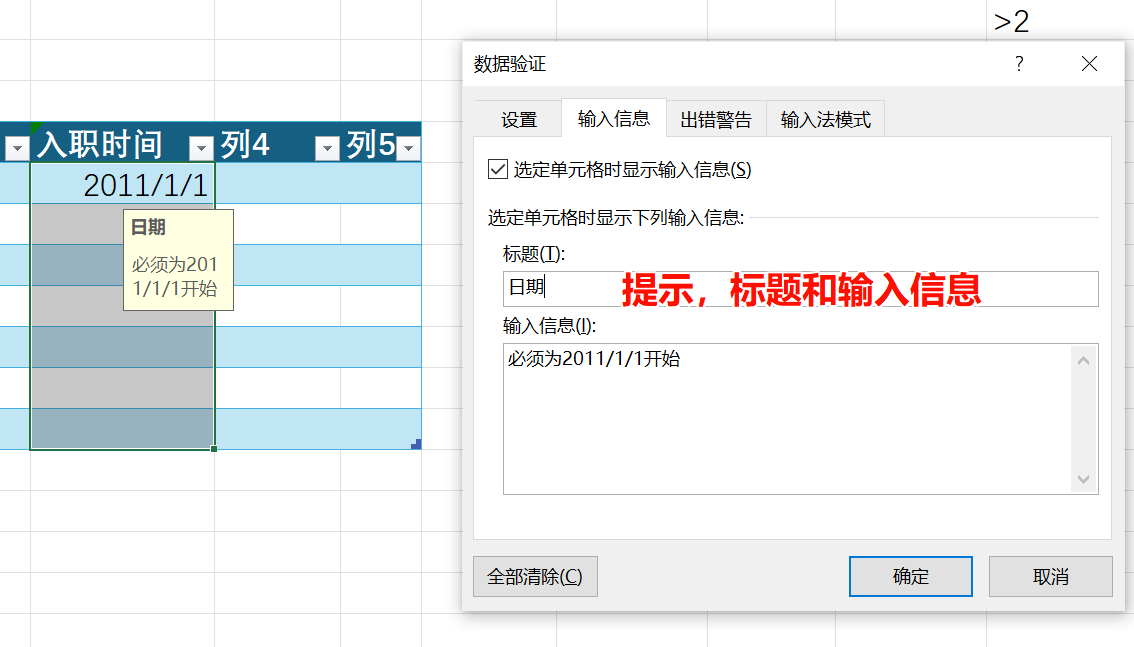 >2
数据验证
?
设置
输入信息
出错警告
输入法模式
入职时间
列4
列5
2011/1/1
日期
必须为201
1/1/1开始
选定单元格时显示输入信息(S)
选定单元格时显示下列输入信息:
标题(T):
日期
提示，标题和输入信息
输入信息(I):
必须为2011/1/1开始
全部清除(C)
确定
取消